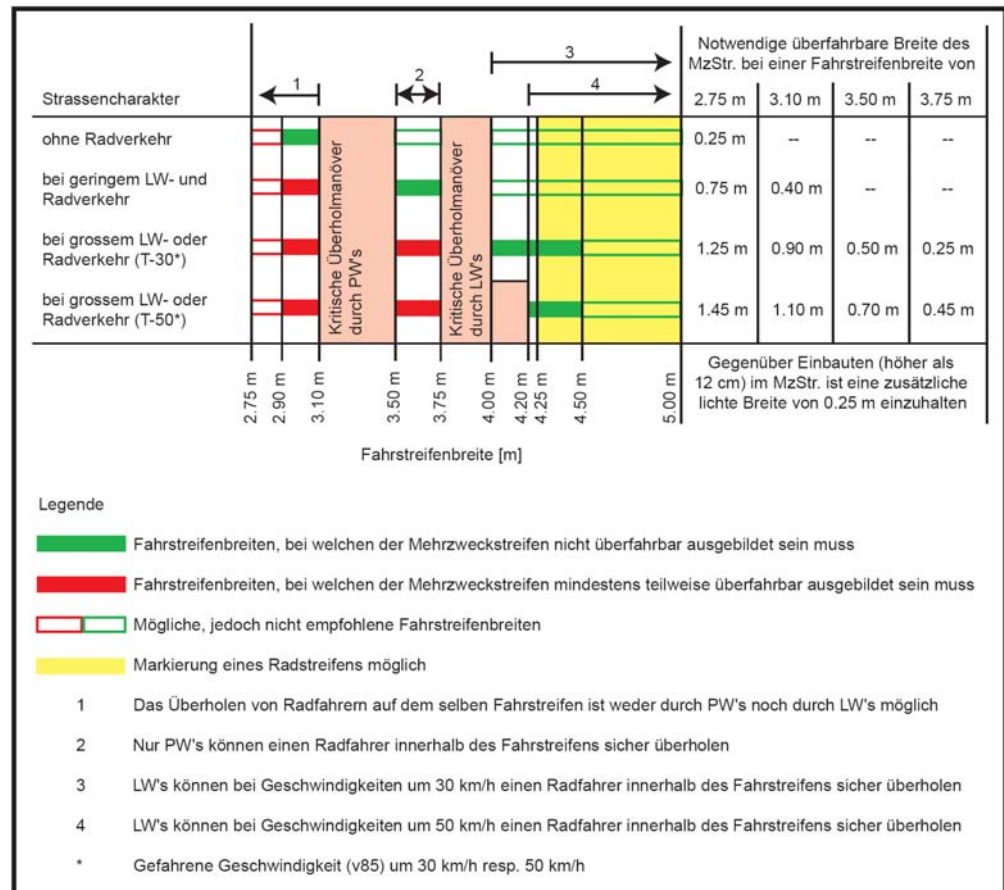 Notwendige überfahrbare Breite des
MzStr. bei einer Fahrstreifenbreite von
3
1
2
4
Strassencharakter
2.75 m 3.10 m 3.50 m 3.75 m
ohne Radverkehr
0.25 m -- -- --
bei geringem LW- und
Radverkehr
0.75 m 0.40 m -- --
bei grossem LW- oder
Radverkehr (T-30*)
1.25 m 0.90 m 0.50 m 0.25 m
bei grossem LW- oder
Radverkehr (T-50*)
1.45 m 1.10 m 0.70 m 0.45 m
Kritische Überholmanöver
durch PW's
Kritische Überholmanöver
durch LW's
Gegenüber Einbauten (höher als
12 cm) im MzStr. ist eine zusätzliche
lichte Breite von 0.25 m einzuhalten
2.75 m
2.90 m
3.10 m
3.50 m
3.75 m
4.00 m
4.20 m
4.25 m
4.50 m
5.00 m
Fahrstreifenbreite [m]
Legende
Fahrstreifenbreiten, bei welchen der Mehrzweckstreifen nicht überfahrbar ausgebildet sein muss
Fahrstreifenbreiten, bei welchen der Mehrzweckstreifen mindestens teilweise überfahrbar ausgebildet sein muss
Mögliche, jedoch nicht empfohlene Fahrstreifenbreiten
Markierung eines Radstreifens möglich
1 Das Überholen von Radfahrern auf dem selben Fahrstreifen ist weder durch PW's noch durch LW's möglich
2 Nur PW's können einen Radfahrer innerhalb des Fahrstreifens sicher überholen
3 LW's können bei Geschwindigkeiten um 30 km/h einen Radfahrer innerhalb des Fahrstreifens sicher überholen
4 LW's können bei Geschwindigkeiten um 50 km/h einen Radfahrer innerhalb des Fahrstreifens sicher überholen
* Gefahrene Geschwindigkeit (v85) um 30 km/h resp. 50 km/h